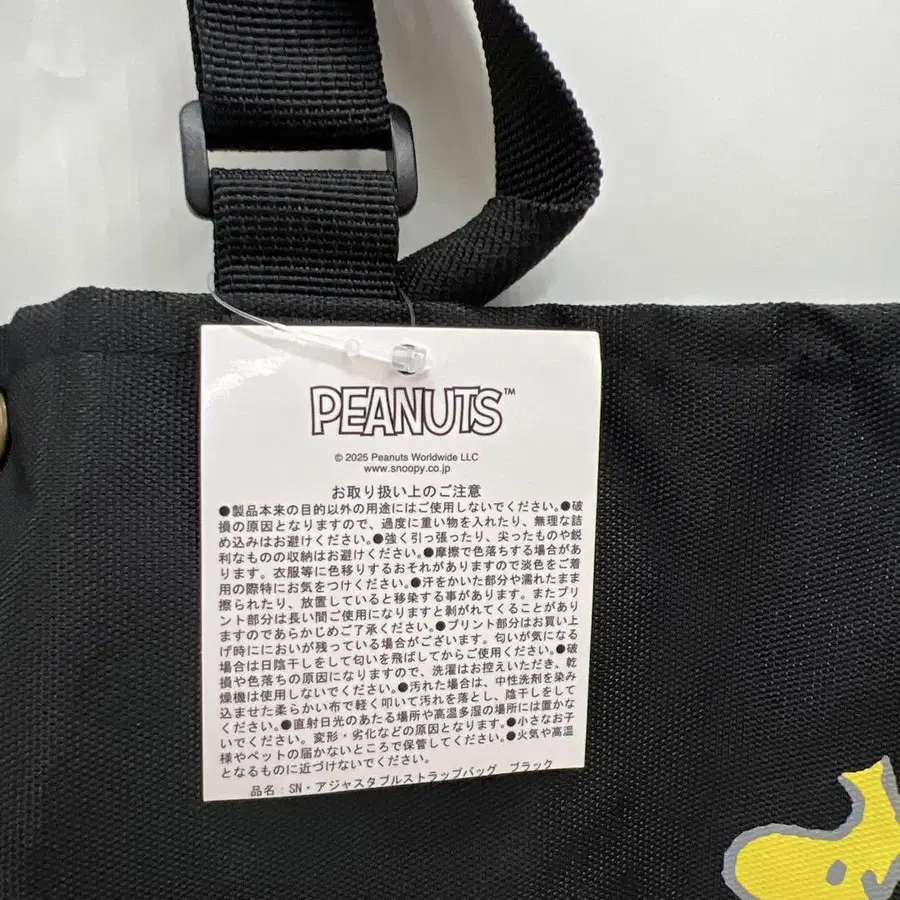 PEANUTS™
© 2025 Peanuts Worldwide LLC
www.snoopy.co.jp
お取り扱い上のご注意
●製品本来の目的以外の用途にはご使用しないでください。●破
損の原因となりますので、過度に重い物を入れたり、無理な詰
め込みはお避けください。●強く引っ張ったり、尖ったものや鋭
利なものの収納はお避けください。●摩擦で色落ちする場合があ
ります。衣服等に色移りするおそれがありますので淡色をご着
用の際特にお気をつけください。●汗をかいた部分や濡れたまま
擦られたり、放置していると移染する事があります。またプリ
ント部分は長い間ご使用になりますと剥がれてくることがあり
ますのであらかじめご了承ください。●プリント部分はお買い上
げ時ににおいが残っている場合がございます。匂いが気になる
場合は日陰干しをして匂いを飛ばしてからご使用ください。●破
損や色落ちの原因になりますので、洗濯はお控えいただき、乾
燥機は使用しないでください。●汚れた場合は、中性洗剤を染み
込ませた柔らかい布で軽く叩いて汚れを落とし、陰干しをして
ください。●直射日光のあたる場所や高温多湿の場所には置かな
いでください。変形・劣化などの原因となります。●小さなお子
様やペットの届かないところで保管してください。●火気や高温
となるものに近づけないでください。
品名：SN・アジャスタブルストラップバッグ ブラック